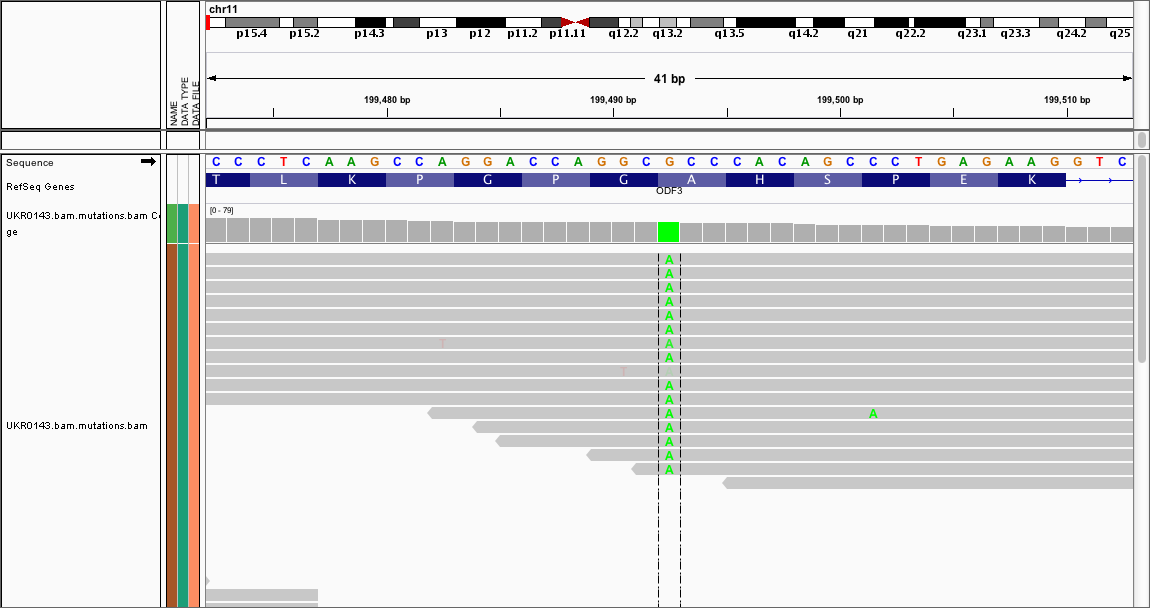 chr11
p15.4 p15.2 p14.3 p13 p12 p11.2 p11.11 q12.2 q13.2 q13.5 q14.2 q21 q22.2 q23.1 q23.3 q24.2 q25
41 bp
199,480 bp 199,490 bp 199,500 bp 199,510 bp
NAME
DATA TYPE
DATA FILE
Sequence
C C C T C A A G C C A G G A C C A G G C G C C C A C A G C C C T G A G A A G G T C
RefSeq Genes
T L K P G P G A H S P E K
ODF3
UKR0143.bam.mutations.bam Co
ge
[0 - 79]
A
A
A
A
A
A
T A
A
T
A
A
A A
A
A
A
A
UKR0143.bam.mutations.bam